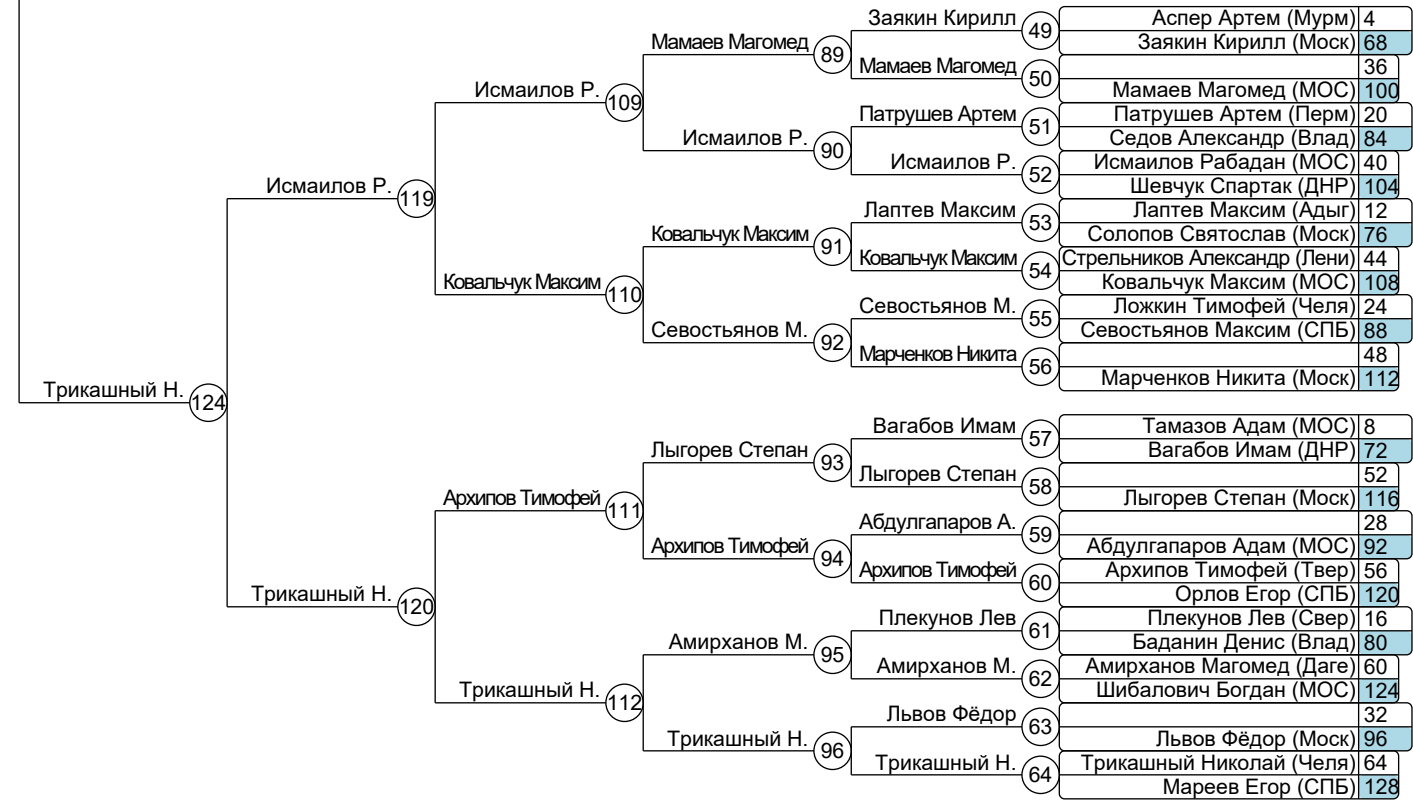 Аспер Артем (Мурм) 4
Заякин Кирилл 49
Заякин Кирилл (Моск) 68
Мамаев Магомед 89
36
Мамаев Магомед 50
Мамаев Магомед (МОС) 100
Исмаилов Р. 109
Патрушев Артем (Перм) 20
Патрушев Артем 51
Седов Александр (Влад) 84
Исмаилов Р. 90
Исмаилов Рабадан (МОС) 40
Исмаилов Р. 52
Шевчук Спартак (ДНР) 104
Исмаилов Р. 119
Лаптев Максим (Адыг) 12
Лаптев Максим 53
Солопов Святослав (Моск) 76
Ковальчук Максим 91
Стрельников Александр (Лени) 44
Ковальчук Максим 54
Ковальчук Максим (МОС) 108
Ковальчук Максим 110
Ложкин Тимофей (Челя) 24
Севостьянов М. 55
Севостьянов Максим (СПБ) 88
Севостьянов М. 92
48
Марченков Никита 56
Марченков Никита (Моск) 112
Трикашный Н. 124
Тамазов Адам (МОС) 8
Вагабов Имам 57
Вагабов Имам (ДНР) 72
Лыгорев Степан 93
52
Лыгорев Степан 58
Лыгорев Степан (Моск) 116
Архипов Тимофей 111
28
Абдулгапаров А. 59
Абдулгапаров Адам (МОС) 92
Архипов Тимофей 94
Архипов Тимофей (Твер) 56
Архипов Тимофей 60
Орлов Егор (СПБ) 120
Трикашный Н. 120
Плекунов Лев (Свер) 16
Плекунов Лев 61
Баданин Денис (Влад) 80
Амирханов М. 95
Амирханов Магомед (Даге) 60
Амирханов М. 62
Шибалович Богдан (МОС) 124
Трикашный Н. 112
32
Львов Фёдор 63
Львов Фёдор (Моск) 96
Трикашный Н. 96
Трикашный Николай (Челя) 64
Трикашный Н. 64
Мареев Егор (СПБ) 128